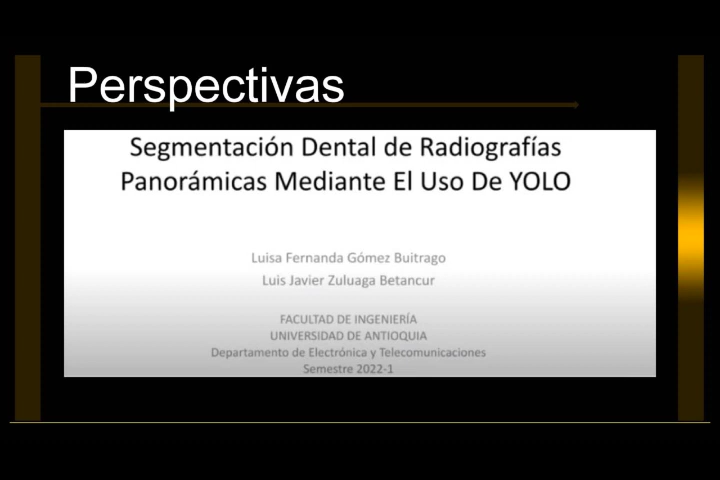 Perspectivas
Segmentación Dental de Radiografías
Panorámicas Mediante El Uso De YOLO
Luisa Fernanda Gómez Buitrago
Luis Javier Zuluaga Betancur
FACULTAD DE INGENIERÍA
UNIVERSIDAD DE ANTIOQUIA
Departamento de Electrónica y Telecomunicaciones
Semestre 2022-1